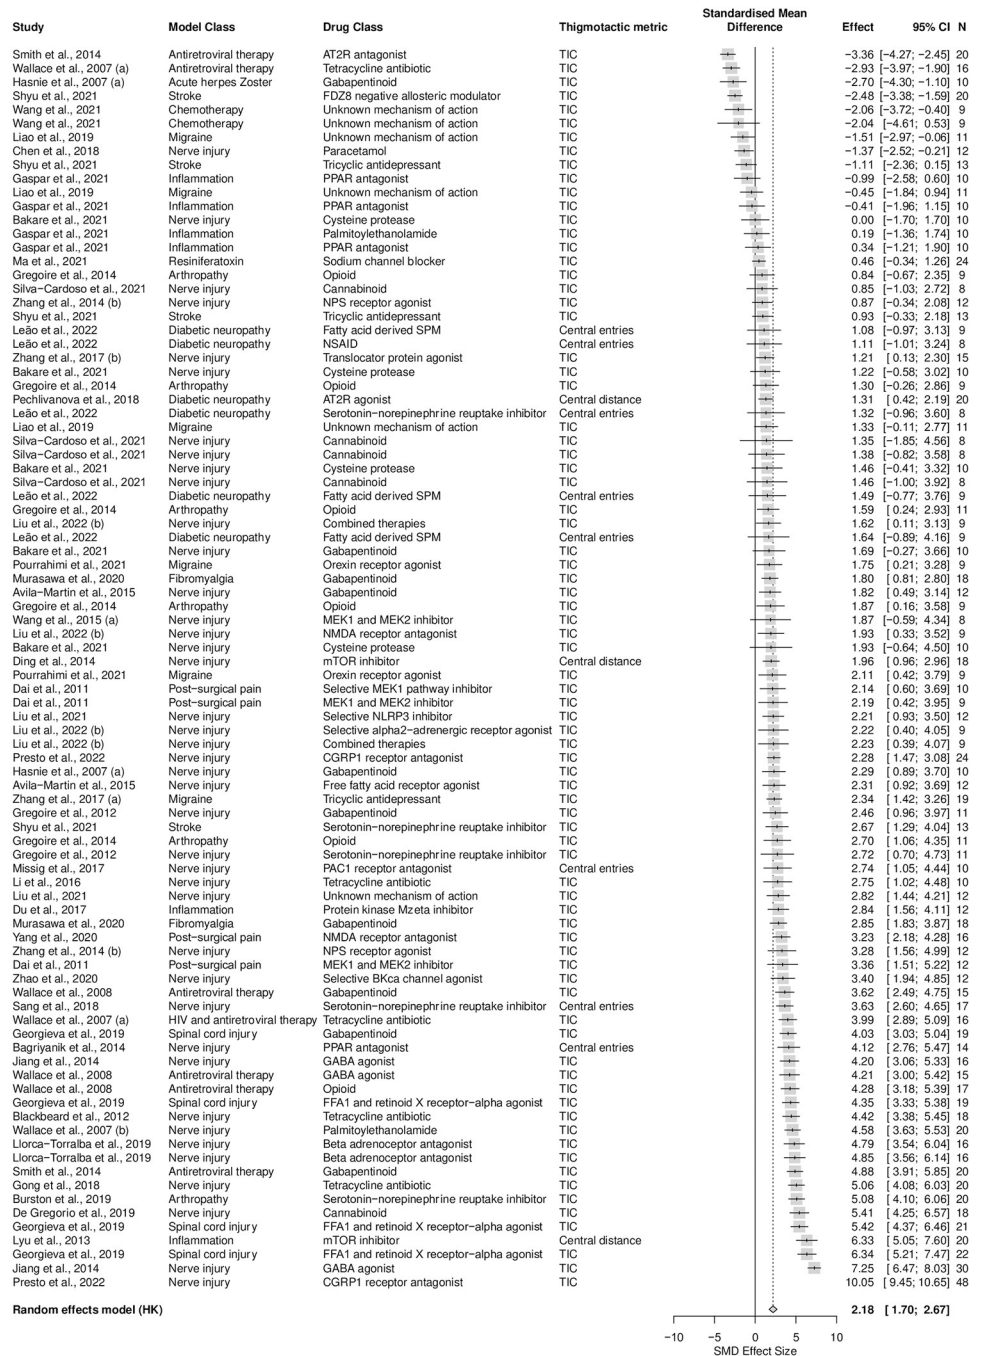 Standardised Mean
Study Model Class Drug Class Thigmotactic metric Difference Effect 95% CI N
Smith et al., 2014 Antiretroviral therapy AT2R antagonist TIC −3.36 [−4.27; −2.45] 20
Wallace et al., 2007 (a) Antiretroviral therapy Tetracycline antibiotic TIC −2.93 [−3.97; −1.90] 16
Hasnie et al., 2007 (a) Acute herpes Zoster Gabapentinoid TIC −2.70 [−4.30; −1.10] 10
Shyu et al., 2021 Stroke FDZ8 negative allosteric modulator TIC −2.48 [−3.38; −1.59] 20
Wang et al., 2021 Chemotherapy Unknown mechanism of action TIC −2.06 [−3.72; −0.40] 9
Wang et al., 2021 Chemotherapy Unknown mechanism of action TIC −2.04 [−4.61; 0.53] 9
Liao et al., 2019 Migraine Unknown mechanism of action TIC −1.51 [−2.97; −0.06] 11
Chen et al., 2018 Nerve injury Paracetamol TIC −1.37 [−2.52; −0.21] 12
Shyu et al., 2021 Stroke Tricyclic antidepressant TIC −1.11 [−2.36; 0.15] 13
Gaspar et al., 2021 Inflammation PPAR antagonist TIC −0.99 [−2.58; 0.60] 10
Liao et al., 2019 Migraine Unknown mechanism of action TIC −0.45 [−1.84; 0.94] 11
Gaspar et al., 2021 Inflammation PPAR antagonist TIC −0.41 [−1.96; 1.15] 10
Bakare et al., 2021 Nerve injury Cysteine protease TIC 0.00 [−1.70; 1.70] 10
Gaspar et al., 2021 Inflammation Palmitoylethanolamide TIC 0.19 [−1.36; 1.74] 10
Gaspar et al., 2021 Inflammation PPAR antagonist TIC 0.34 [−1.21; 1.90] 10
Ma et al., 2021 Resiniferatoxin Sodium channel blocker TIC 0.46 [−0.34; 1.26] 24
Gregoire et al., 2014 Arthropathy Opioid TIC 0.84 [−0.67; 2.35] 9
Silva−Cardoso et al., 2021 Nerve injury Cannabinoid TIC 0.85 [−1.03; 2.72] 8
Zhang et al., 2014 (b) Nerve injury NPS receptor agonist TIC 0.87 [−0.34; 2.08] 12
Shyu et al., 2021 Stroke Tricyclic antidepressant TIC 0.93 [−0.33; 2.18] 13
Leão et al., 2022 Diabetic neuropathy Fatty acid derived SPM Central entries 1.08 [−0.97; 3.13] 9
Leão et al., 2022 Diabetic neuropathy NSAID Central entries 1.11 [−1.01; 3.24] 8
Zhang et al., 2017 (b) Nerve injury Translocator protein agonist TIC 1.21 [ 0.13; 2.30] 15
Bakare et al., 2021 Nerve injury Cysteine protease TIC 1.22 [−0.58; 3.02] 10
Gregoire et al., 2014 Arthropathy Opioid TIC 1.30 [−0.26; 2.86] 9
Pechlivanova et al., 2018 Diabetic neuropathy AT2R agonist Central distance 1.31 [ 0.42; 2.19] 20
Leão et al., 2022 Diabetic neuropathy Serotonin−norepinephrine reuptake inhibitor Central entries 1.32 [−0.96; 3.60] 8
Liao et al., 2019 Migraine Unknown mechanism of action TIC 1.33 [−0.11; 2.77] 11
Silva−Cardoso et al., 2021 Nerve injury Cannabinoid TIC 1.35 [−1.85; 4.56] 8
Silva−Cardoso et al., 2021 Nerve injury Cannabinoid TIC 1.38 [−0.82; 3.58] 8
Bakare et al., 2021 Nerve injury Cysteine protease TIC 1.46 [−0.41; 3.32] 10
Silva−Cardoso et al., 2021 Nerve injury Cannabinoid TIC 1.46 [−1.00; 3.92] 8
Leão et al., 2022 Diabetic neuropathy Fatty acid derived SPM Central entries 1.49 [−0.77; 3.76] 9
Gregoire et al., 2014 Arthropathy Opioid TIC 1.59 [ 0.24; 2.93] 11
Liu et al., 2022 (b) Nerve injury Combined therapies TIC 1.62 [ 0.11; 3.13] 9
Leão et al., 2022 Diabetic neuropathy Fatty acid derived SPM Central entries 1.64 [−0.89; 4.16] 9
Bakare et al., 2021 Nerve injury Gabapentinoid TIC 1.69 [−0.27; 3.66] 10
Pourrahimi et al., 2021 Migraine Orexin receptor agonist TIC 1.75 [ 0.21; 3.28] 9
Murasawa et al., 2020 Fibromyalgia Gabapentinoid TIC 1.80 [ 0.81; 2.80] 18
Avila−Martin et al., 2015 Nerve injury Gabapentinoid TIC 1.82 [ 0.49; 3.14] 12
Gregoire et al., 2014 Arthropathy Opioid TIC 1.87 [ 0.16; 3.58] 9
Wang et al., 2015 (a) Nerve injury MEK1 and MEK2 inhibitor TIC 1.87 [−0.59; 4.34] 8
Liu et al., 2022 (b) Nerve injury NMDA receptor antagonist TIC 1.93 [ 0.33; 3.52] 9
Bakare et al., 2021 Nerve injury Cysteine protease TIC 1.93 [−0.64; 4.50] 10
Ding et al., 2014 Nerve injury mTOR inhibitor Central distance 1.96 [ 0.96; 2.96] 18
Pourrahimi et al., 2021 Migraine Orexin receptor agonist TIC 2.11 [ 0.42; 3.79] 9
Dai et al., 2011 Post−surgical pain Selective MEK1 pathway inhibitor TIC 2.14 [ 0.60; 3.69] 10
Dai et al., 2011 Post−surgical pain MEK1 and MEK2 inhibitor TIC 2.19 [ 0.42; 3.95] 9
Liu et al., 2021 Nerve injury Selective NLRP3 inhibitor TIC 2.21 [ 0.93; 3.50] 12
Liu et al., 2022 (b) Nerve injury Selective alpha2−adrenergic receptor agonist TIC 2.22 [ 0.40; 4.05] 9
Liu et al., 2022 (b) Nerve injury Combined therapies TIC 2.23 [ 0.39; 4.07] 9
Presto et al., 2022 Nerve injury CGRP1 receptor antagonist TIC 2.28 [ 1.47; 3.08] 24
Hasnie et al., 2007 (a) Nerve injury Gabapentinoid TIC 2.29 [ 0.89; 3.70] 10
Avila−Martin et al., 2015 Nerve injury Free fatty acid receptor agonist TIC 2.31 [ 0.92; 3.69] 12
Zhang et al., 2017 (a) Migraine Tricyclic antidepressant TIC 2.34 [ 1.42; 3.26] 19
Gregoire et al., 2012 Nerve injury Gabapentinoid TIC 2.46 [ 0.96; 3.97] 11
Shyu et al., 2021 Stroke Serotonin−norepinephrine reuptake inhibitor TIC 2.67 [ 1.29; 4.04] 13
Gregoire et al., 2014 Arthropathy Opioid TIC 2.70 [ 1.06; 4.35] 11
Gregoire et al., 2012 Nerve injury Serotonin−norepinephrine reuptake inhibitor TIC 2.72 [ 0.70; 4.73] 11
Missig et al., 2017 Nerve injury PAC1 receptor antagonist Central entries 2.74 [ 1.05; 4.44] 10
Li et al., 2016 Nerve injury Tetracycline antibiotic TIC 2.75 [ 1.02; 4.48] 10
Liu et al., 2021 Nerve injury Unknown mechanism of action TIC 2.82 [ 1.44; 4.21] 12
Du et al., 2017 Inflammation Protein kinase Mzeta inhibitor TIC 2.84 [ 1.56; 4.11] 12
Murasawa et al., 2020 Fibromyalgia Gabapentinoid TIC 2.85 [ 1.83; 3.87] 18
Yang et al., 2020 Post−surgical pain NMDA receptor antagonist TIC 3.23 [ 2.18; 4.28] 16
Zhang et al., 2014 (b) Nerve injury NPS receptor agonist TIC 3.28 [ 1.56; 4.99] 12
Dai et al., 2011 Post−surgical pain MEK1 and MEK2 inhibitor TIC 3.36 [ 1.51; 5.22] 12
Zhao et al., 2020 Nerve injury Selective BKca channel agonist TIC 3.40 [ 1.94; 4.85] 12
Wallace et al., 2008 Antiretroviral therapy Gabapentinoid TIC 3.62 [ 2.49; 4.75] 15
Sang et al., 2018 Nerve injury Serotonin−norepinephrine reuptake inhibitor Central entries 3.63 [ 2.60; 4.65] 17
Wallace et al., 2007 (a) HIV and antiretroviral therapy Tetracycline antibiotic TIC 3.99 [ 2.89; 5.09] 16
Georgieva et al., 2019 Spinal cord injury Gabapentinoid TIC 4.03 [ 3.03; 5.04] 19
Bagriyanik et al., 2014 Nerve injury PPAR antagonist Central entries 4.12 [ 2.76; 5.47] 14
Jiang et al., 2014 Nerve injury GABA agonist TIC 4.20 [ 3.06; 5.33] 16
Wallace et al., 2008 Antiretroviral therapy GABA agonist TIC 4.21 [ 3.00; 5.42] 15
Wallace et al., 2008 Antiretroviral therapy Opioid TIC 4.28 [ 3.18; 5.39] 17
Georgieva et al., 2019 Spinal cord injury FFA1 and retinoid X receptor−alpha agonist TIC 4.35 [ 3.33; 5.38] 19
Blackbeard et al., 2012 Nerve injury Tetracycline antibiotic TIC 4.42 [ 3.38; 5.45] 18
Wallace et al., 2007 (b) Nerve injury Palmitoylethanolamide TIC 4.58 [ 3.63; 5.53] 20
Llorca−Torralba et al., 2019 Nerve injury Beta adrenoceptor antagonist TIC 4.79 [ 3.54; 6.04] 16
Llorca−Torralba et al., 2019 Nerve injury Beta adrenoceptor antagonist TIC 4.85 [ 3.56; 6.14] 16
Smith et al., 2014 Antiretroviral therapy Gabapentinoid TIC 4.88 [ 3.91; 5.85] 20
Gong et al., 2018 Nerve injury Tetracycline antibiotic TIC 5.06 [ 4.08; 6.03] 20
Burston et al., 2019 Arthropathy Serotonin−norepinephrine reuptake inhibitor TIC 5.08 [ 4.10; 6.06] 20
De Gregorio et al., 2019 Nerve injury Cannabinoid TIC 5.41 [ 4.25; 6.57] 18
Georgieva et al., 2019 Spinal cord injury FFA1 and retinoid X receptor−alpha agonist TIC 5.42 [ 4.37; 6.46] 21
Lyu et al., 2013 Inflammation mTOR inhibitor Central distance 6.33 [ 5.05; 7.60] 20
Georgieva et al., 2019 Spinal cord injury FFA1 and retinoid X receptor−alpha agonist TIC 6.34 [ 5.21; 7.47] 22
Jiang et al., 2014 Nerve injury GABA agonist TIC 7.25 [ 6.47; 8.03] 30
Presto et al., 2022 Nerve injury CGRP1 receptor antagonist TIC 10.05 [ 9.45; 10.65] 48
Random effects model (HK) 2.18 [ 1.70; 2.67]
−10 −5 0 5 10
SMD Effect Size